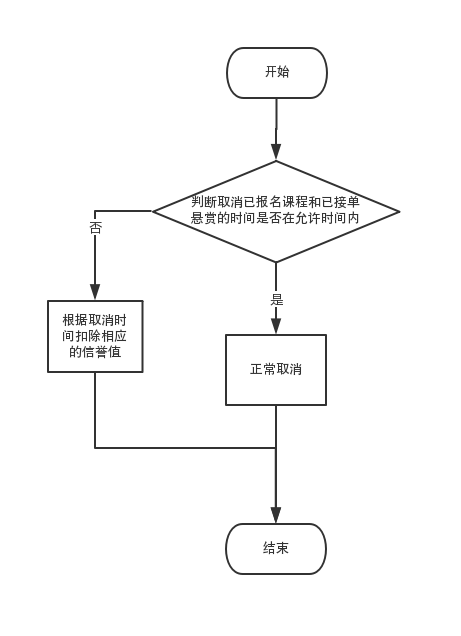 开始
判断取消已报名课程和已接单
悬赏的时间是否在允许时间内
否
是
根据取消时
间扣除相应
的信誉值
正常取消
结束